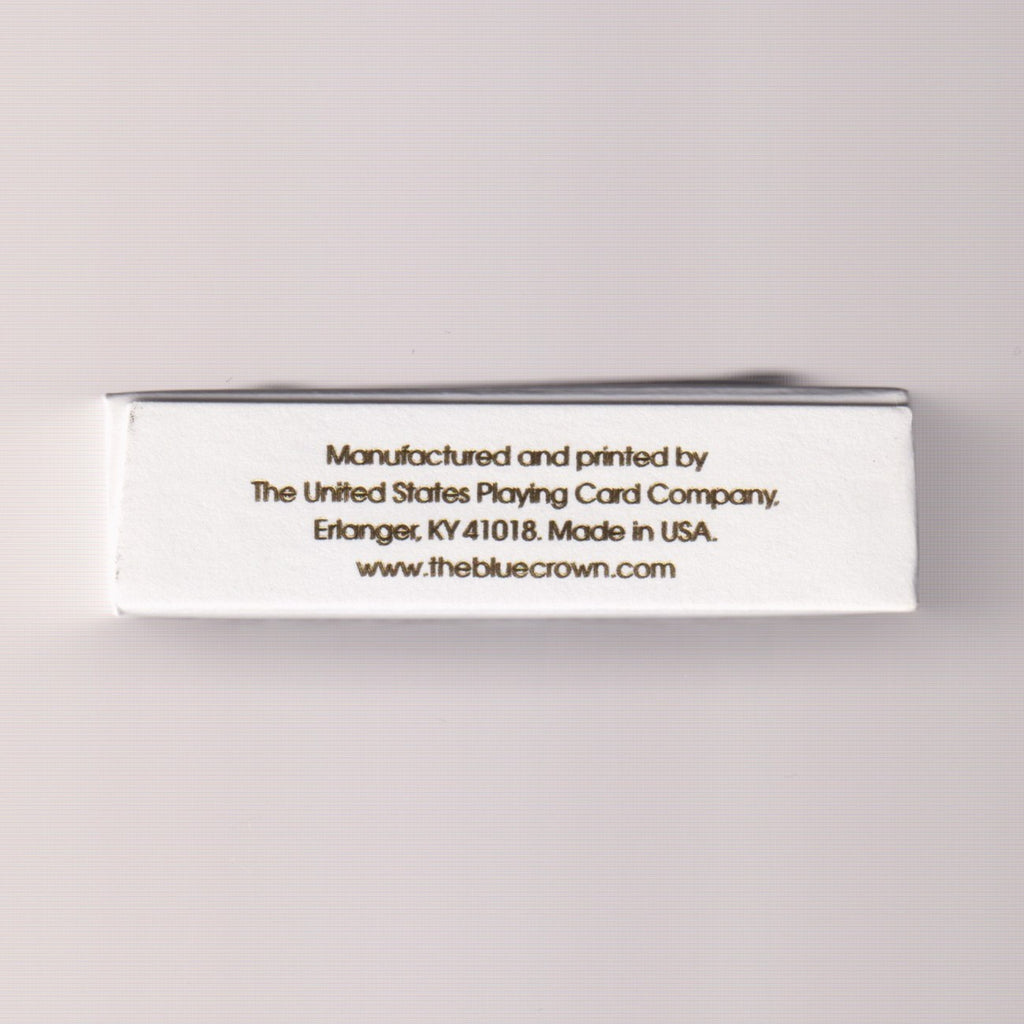 Manufactured and printed by
The United States Playing Card Company,
Erlanger, KY 41018. Made in USA.
www.thebluecrown.com